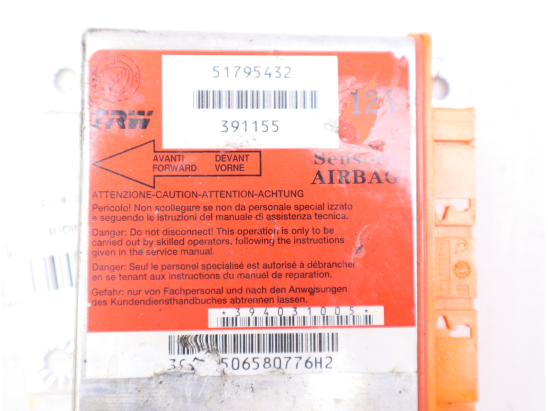 51795432
391155
TRW
12V
AVANTI DEVANT
FORWARD VORNE
Sensor
AIRBAG
ATTENZIONE-CAUTION-ATTENTION-ACHTUNG
Pericolo! Non scollegare se non da personale special izzato
e seguendo le istruzioni del manuale di assistenza tecnica.
Danger: Do not disconnect! This operation is only to be
carried out by skilled operators, following the instructions
given in the service manual.
Danger: Seul le personel specialisé est autorisé à débrancher
en se tenant aux instructions du manuel de reparation.
Gefahr: nur von Fachpersonal und nach den Anweisungen
des Kundendiensthandbuches abtrennen lassen.
*394031005*
506580776H2